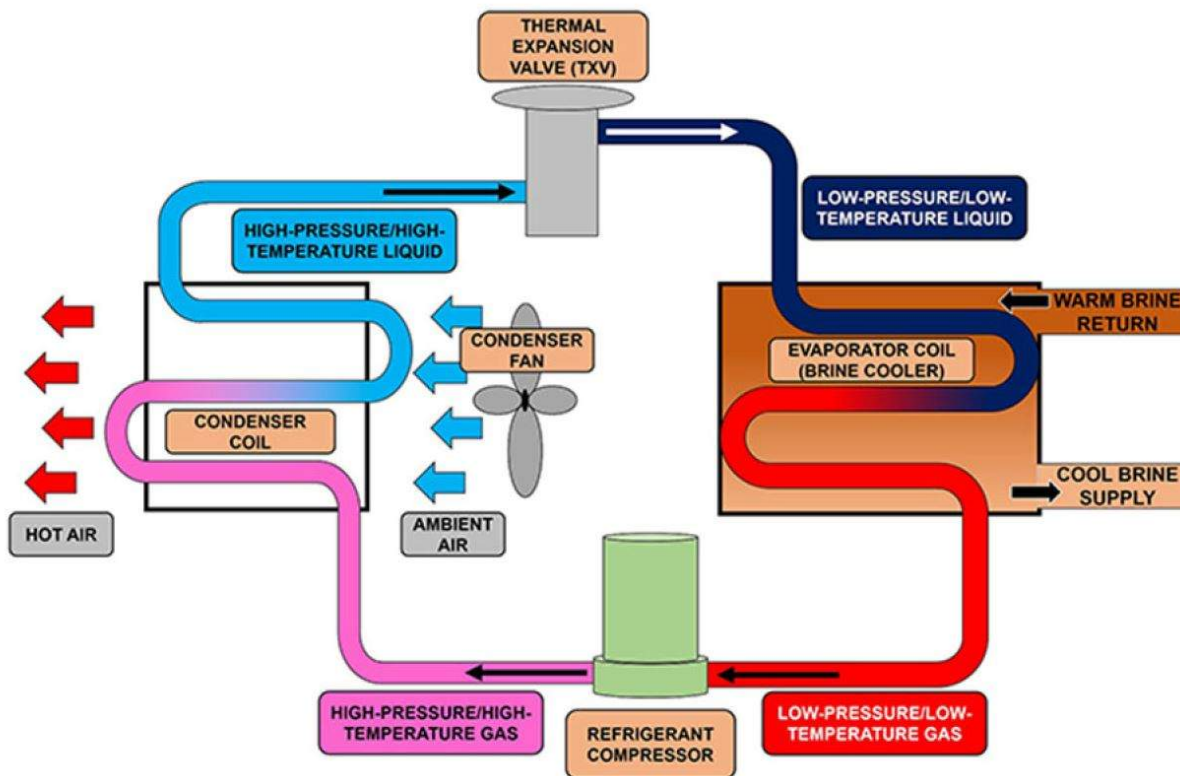 THERMAL
EXPANSION
VALVE (TXV)
HIGH-PRESSURE/HIGH-
TEMPERATURE LIQUID
LOW-PRESSURE/LOW-
TEMPERATURE LIQUID
CONDENSER
FAN
WARM BRINE
RETURN
EVAPORATOR COIL
(BRINE COOLER)
CONDENSER
COIL
COOL BRINE
SUPPLY
HOT AIR
AMBIENT
AIR
HIGH-PRESSURE/HIGH-
TEMPERATURE GAS
REFRIGERANT
COMPRESSOR
LOW-PRESSURE/LOW-
TEMPERATURE GAS